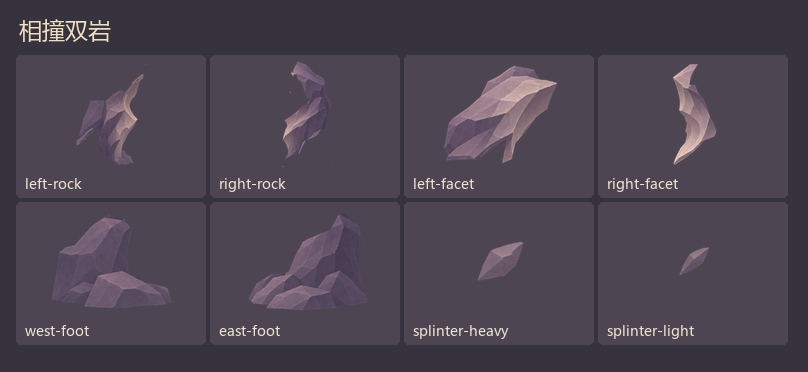 相撞双岩
left-rock
right-rock
left-facet
right-facet
west-foot
east-foot
splinter-heavy
splinter-light